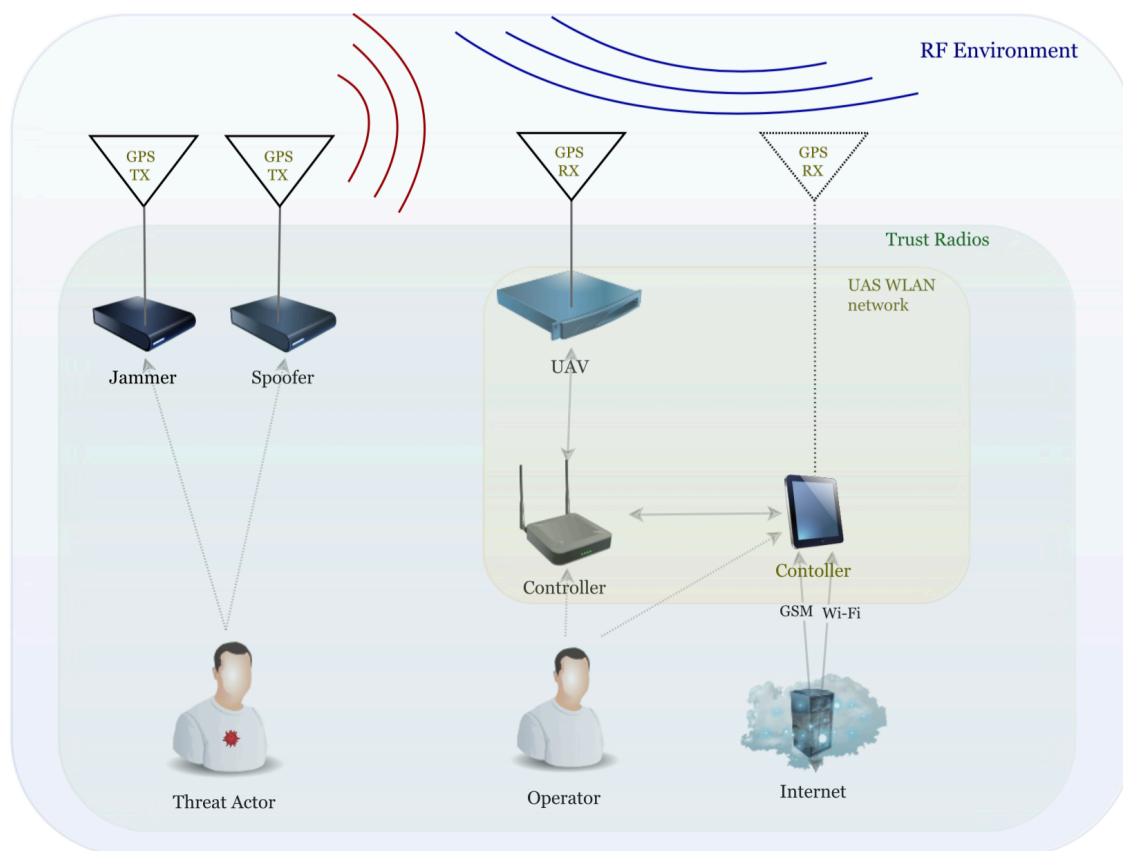 RF Environment
GPS
TX
GPS
TX
GPS
RX
GPS
RX
Trust Radios
UAS WLAN
network
Jammer
Spoofer
UAV
Controller
Contoller
GSM
Wi-Fi
Threat Actor
Operator
Internet